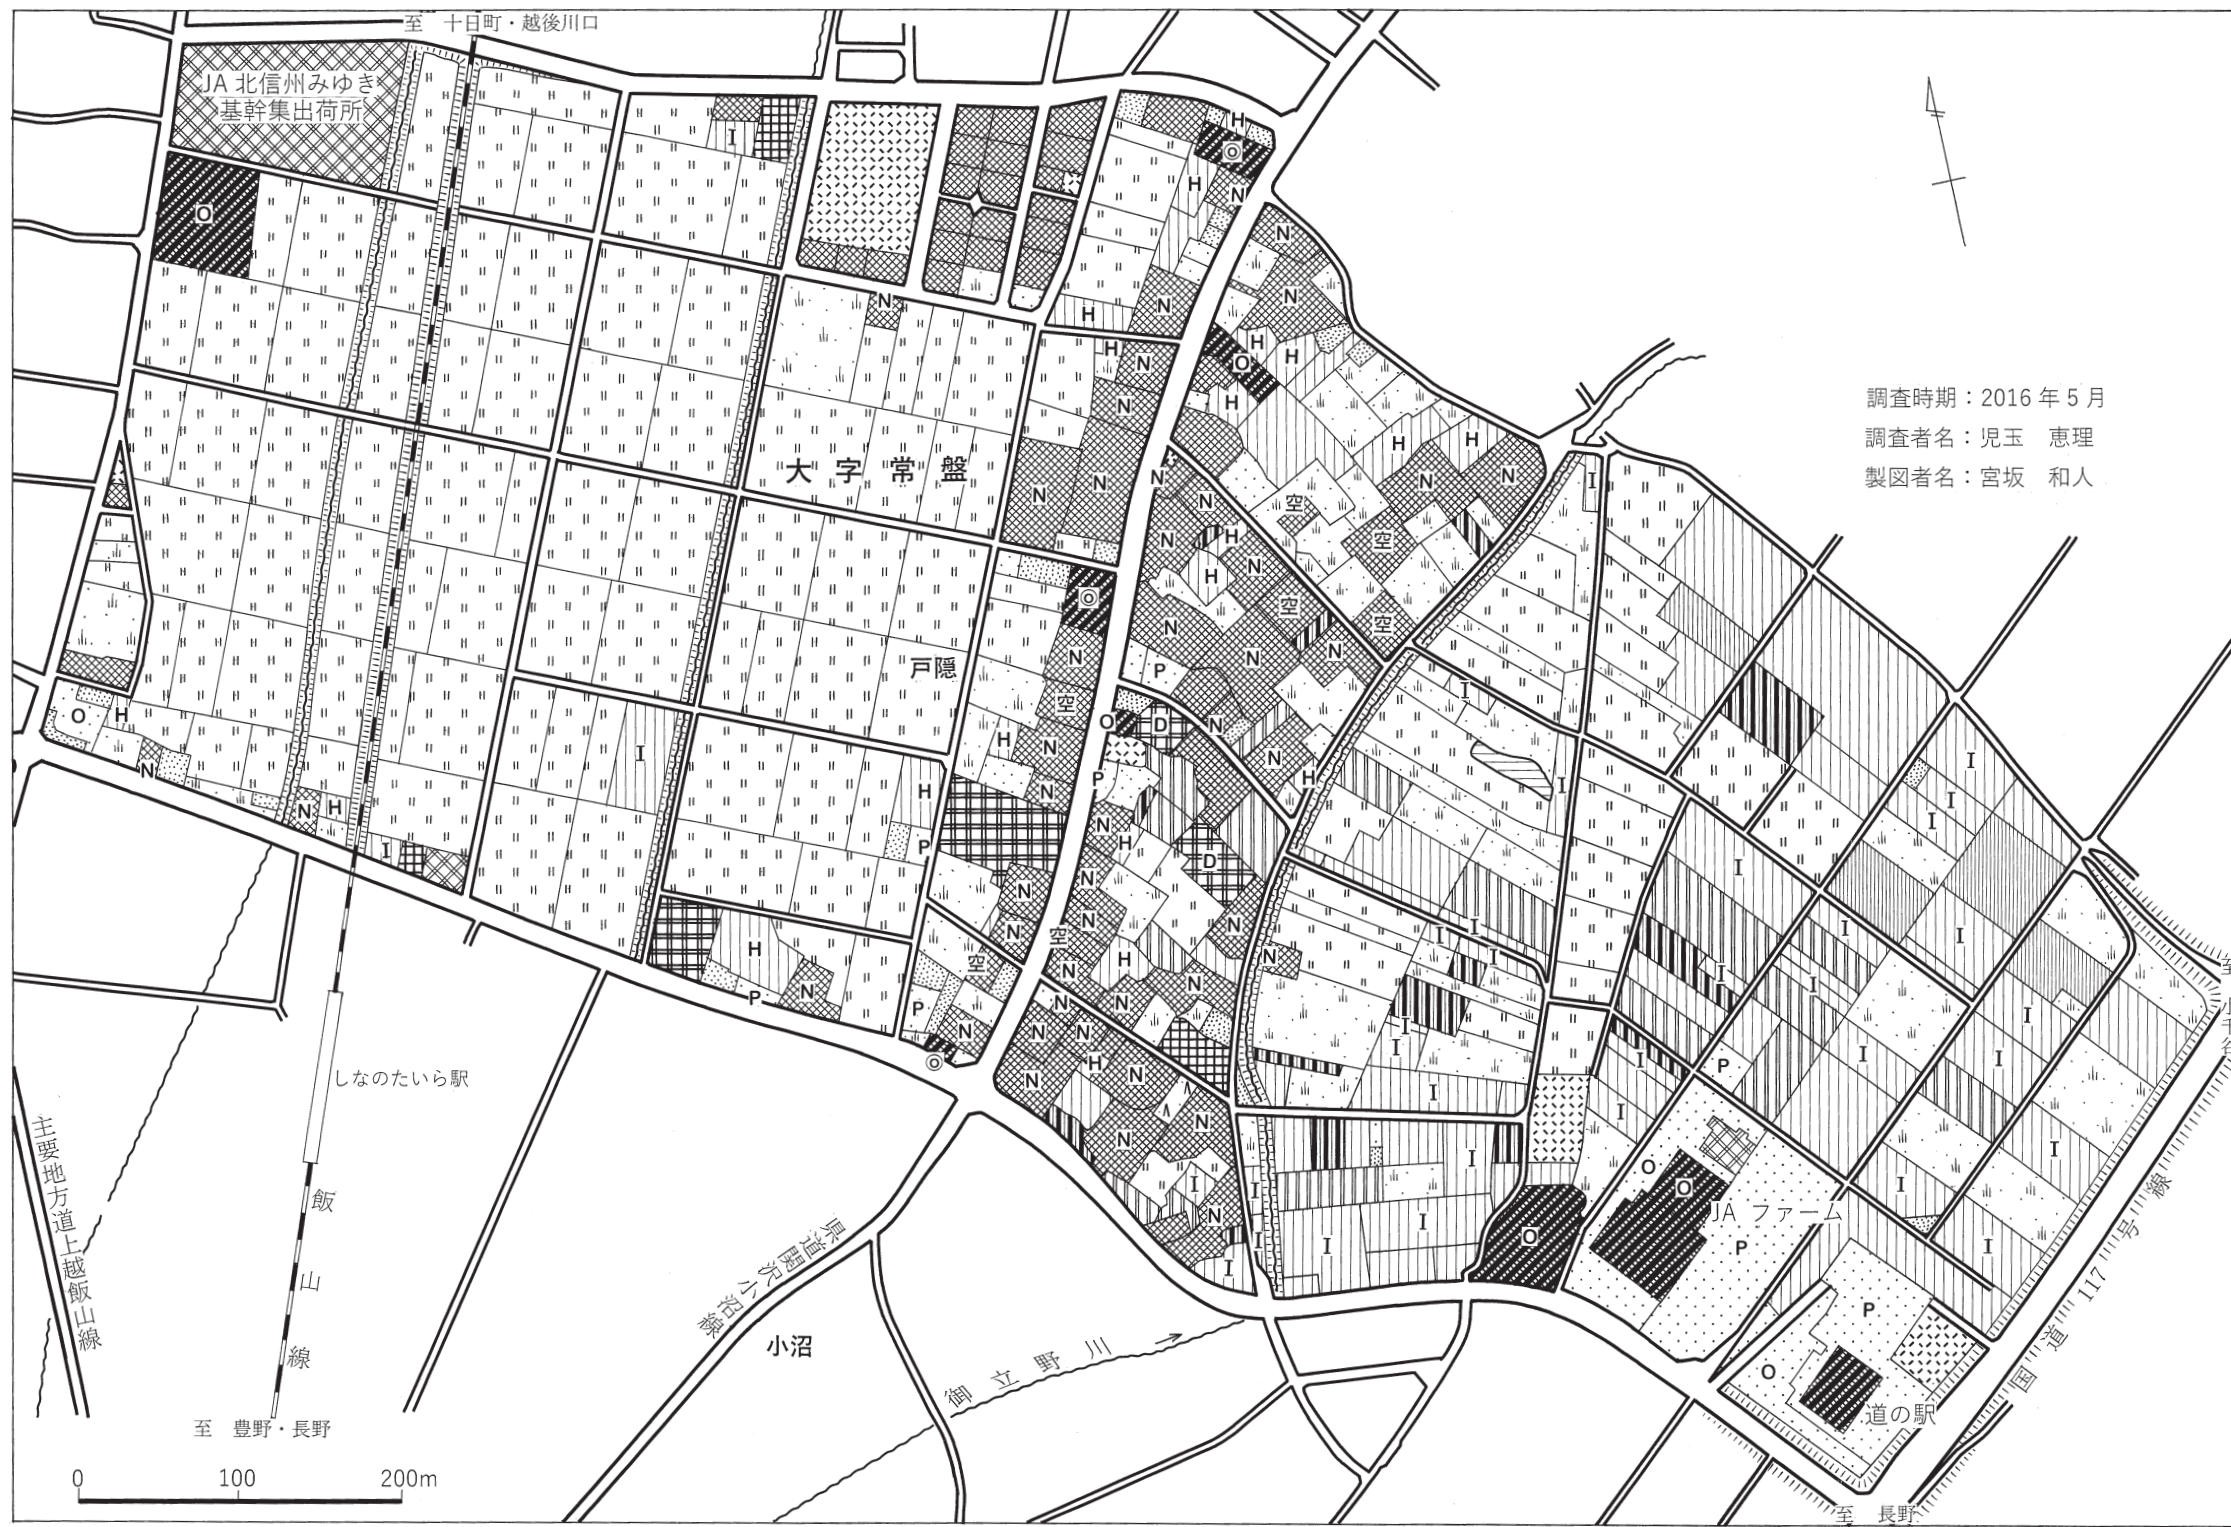 至　十日町・越後川口
JA 北信州みゆき
基幹集出荷所
調査時期：2016 年 5 月
調査者名：児玉　恵理
製図者名：宮坂　和人
大字常盤
戸隠
しなのたいら駅
主要地方道上越飯山線
飯山線
至　豊野・長野
県道関沢小沼線
小沼
御立野川
JA ファーム
道の駅
国道 117 号線
至　小千谷
至　長野
0 100 200m
I
H
◎
O
N
P
D
空